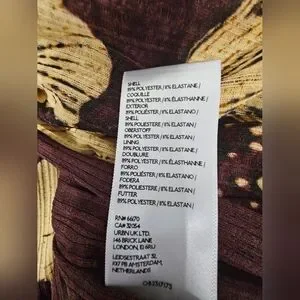 SHELL
89% POLYESTER / 11% ELASTANE /
COQUILLE
89% POLYESTER / 11% ÉLASTHANNE /
EXTERIOR
89% POLIÉSTER / 11% ELASTANO /
SHELL
89% POLIESTERE / 11% ELASTAN /
OBERSTOFF
89% POLYESTER / 11% ELASTAN /
LINING
89% POLYESTER / 11% ELASTANE /
DOUBLURE
89% POLYESTER / 11% ÉLASTHANNE /
FORRO
89% POLIÉSTER / 11% ELASTANO /
FODERA
89% POLIESTERE / 11% ELASTAN /
FUTTER
89% POLYESTER / 11% ELASTAN /
RN# 66170
CA# 32054
URBN UK LTD.
146 BRICK LANE
LONDON, E1 6RU
LEIDSESTRAAT 32,
1017 PB AMSTERDAM,
NETHERLANDS